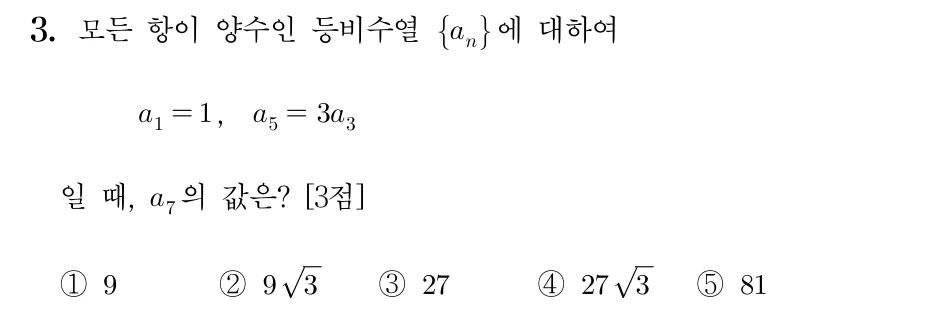 3. 모든 항이 양수인 등비수열 {aₙ}에 대하여
a₁ = 1, a₅ = 3a₃
일 때, a₇의 값은? [3점]
① 9 ② 9√3 ③ 27 ④ 27√3 ⑤ 81